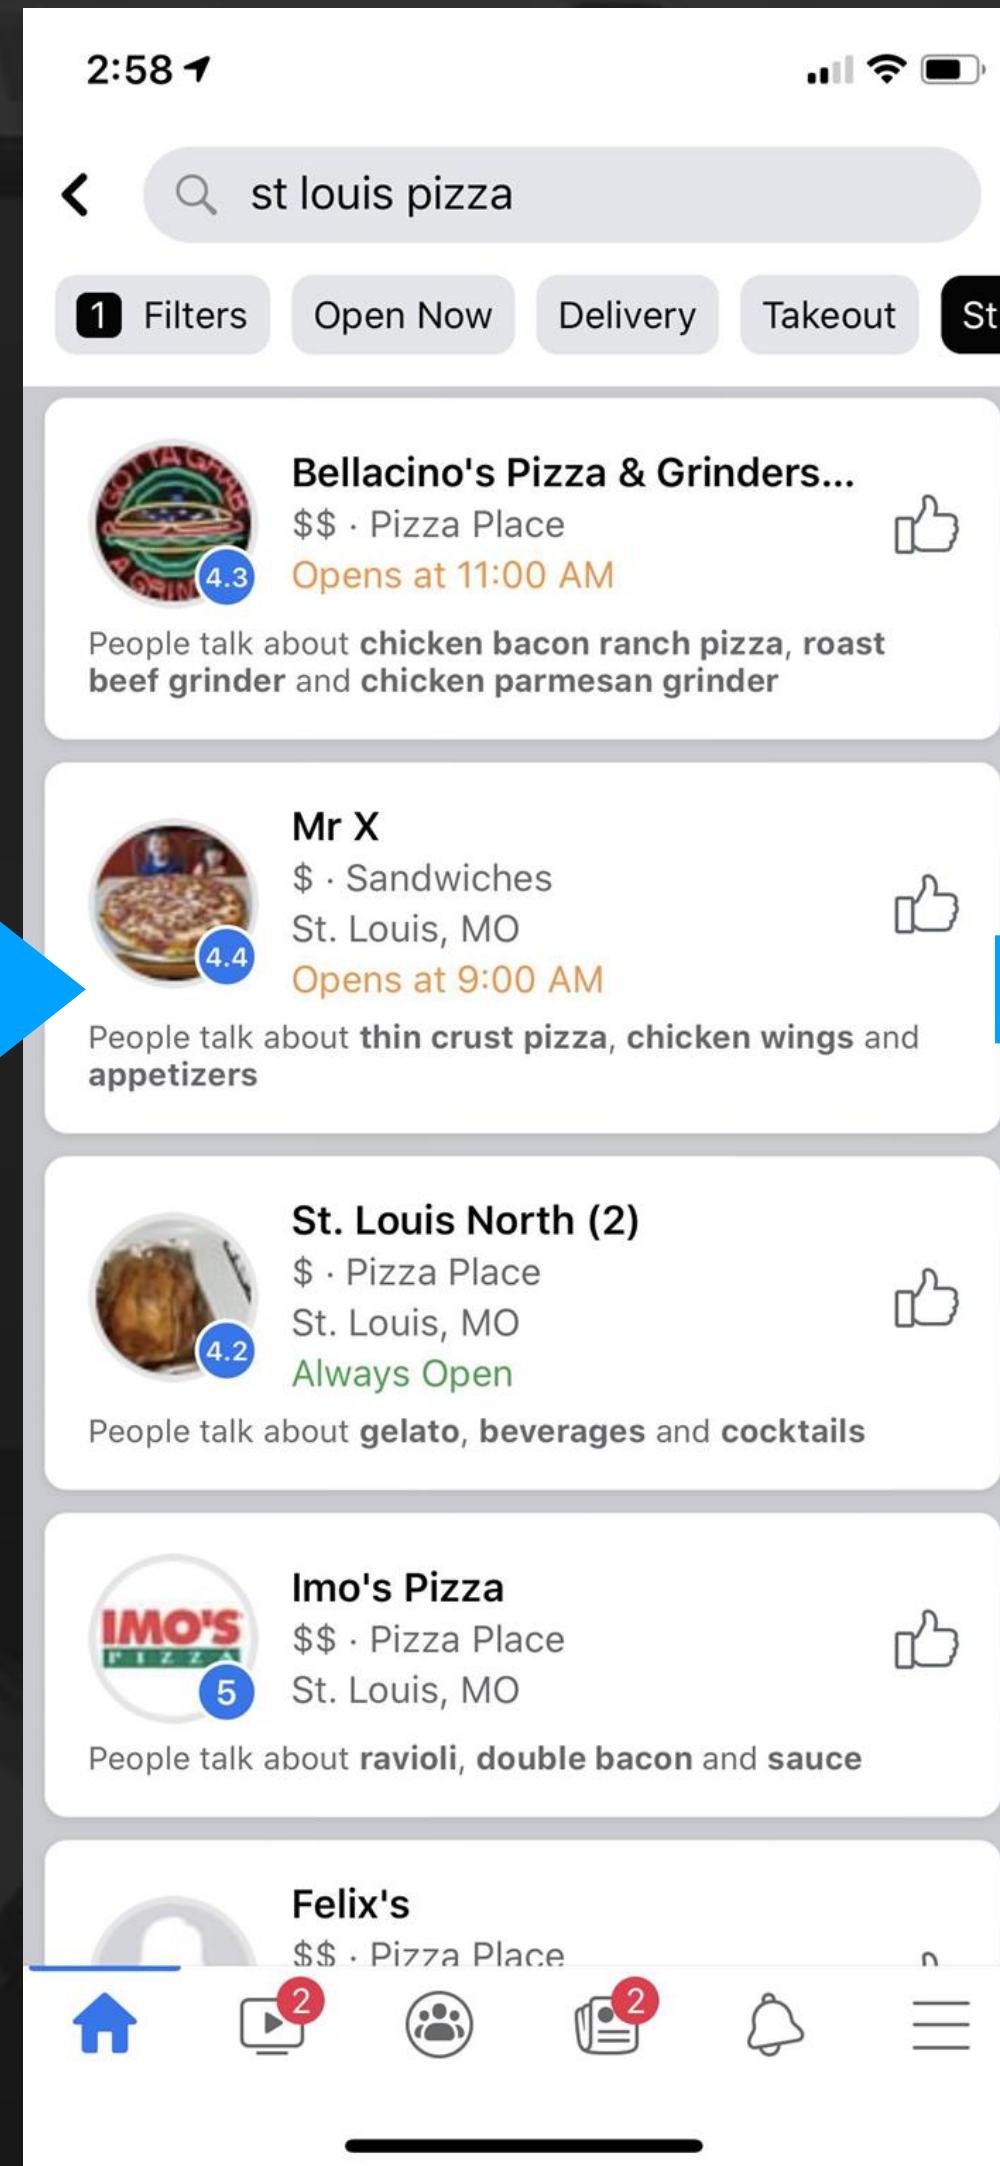 2:58
st louis pizza
1 Filters Open Now Delivery Takeout St
GOTTA GRAB
A GRIN
4.3
Bellacino's Pizza & Grinders...
$$ · Pizza Place
Opens at 11:00 AM
People talk about chicken bacon ranch pizza, roast
beef grinder and chicken parmesan grinder
4.4
Mr X
$ · Sandwiches
St. Louis, MO
Opens at 9:00 AM
People talk about thin crust pizza, chicken wings and
appetizers
4.2
St. Louis North (2)
$ · Pizza Place
St. Louis, MO
Always Open
People talk about gelato, beverages and cocktails
IMO'S
PIZZA
5
Imo's Pizza
$$ · Pizza Place
St. Louis, MO
People talk about ravioli, double bacon and sauce
Felix's
$$ · Pizza Place
2
2